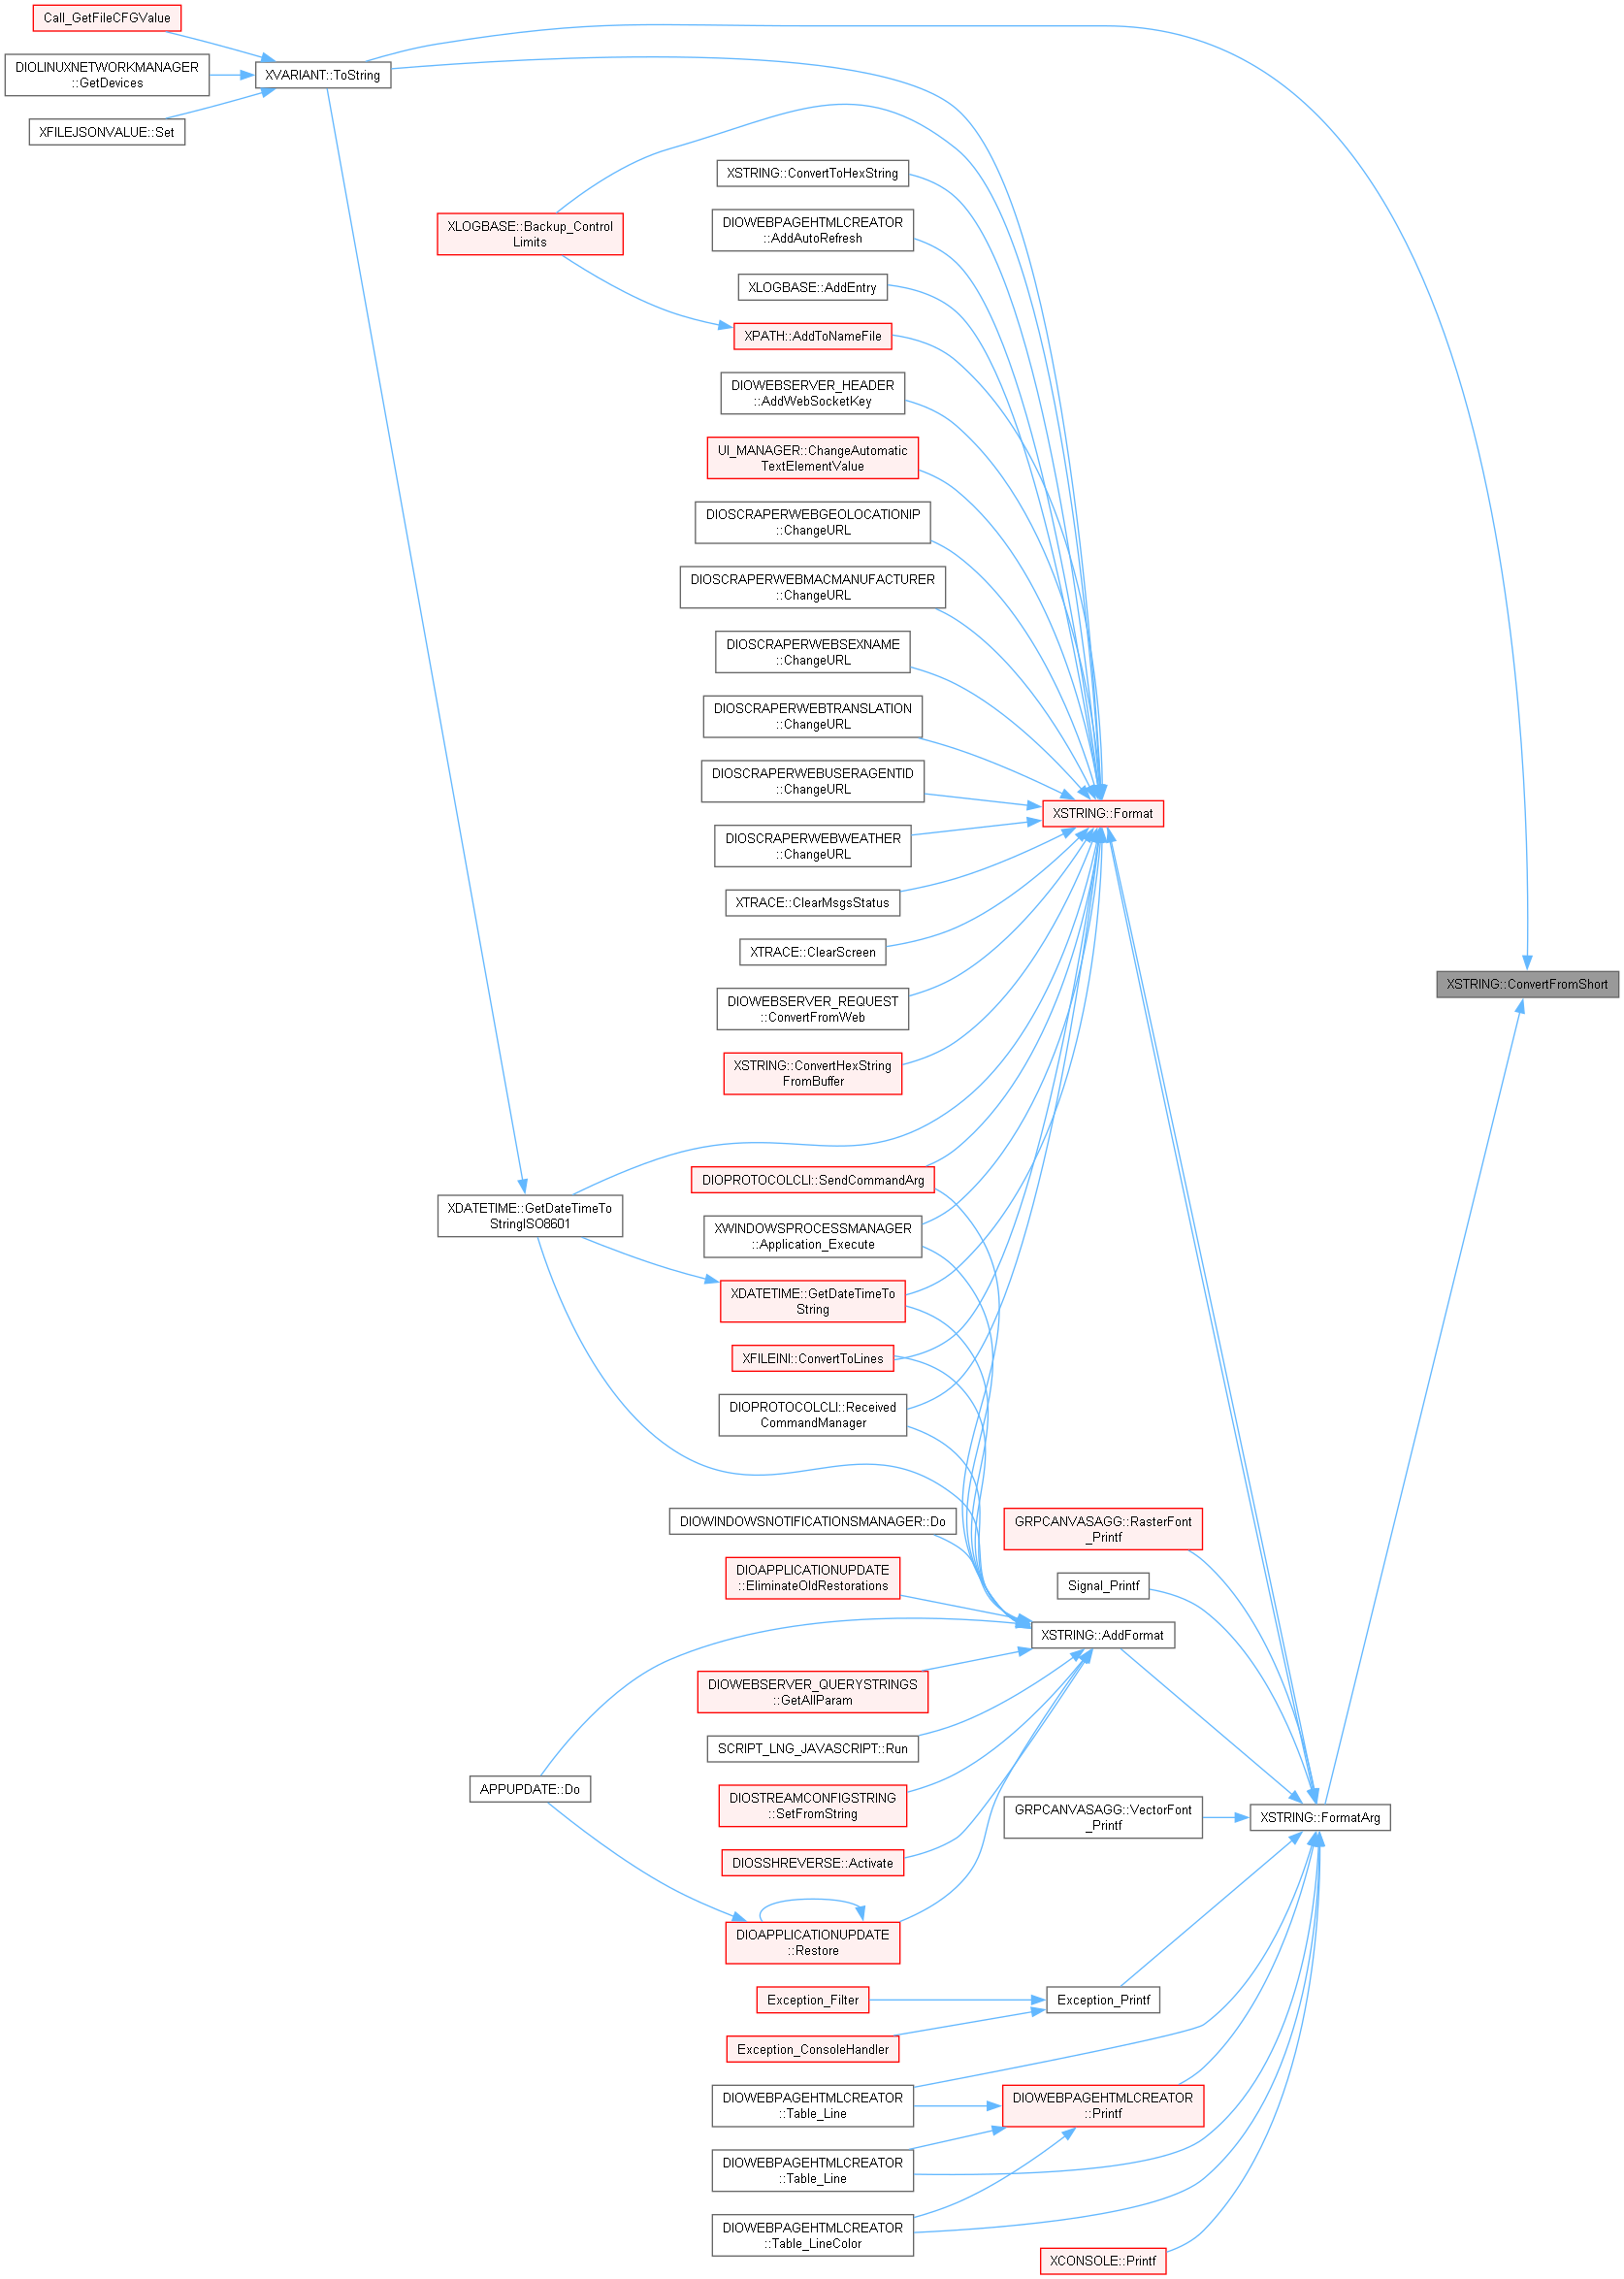 Call_GetFileCFGValue
DIOLINUXNETWORKMANAGER
::GetDevices
XVARIANT::ToString
XFILEJSONVALUE::Set
XSTRING::ConvertToHexString
XLOGBASE::Backup_Control
Limits
DIOWEBPAGEHTMLCREATOR
::AddAutoRefresh
XLOGBASE::AddEntry
XPATH::AddToNameFile
DIOWEBSERVER_HEADER
::AddWebSocketKey
UI_MANAGER::ChangeAutomatic
TextElementValue
DIOSCRAPERWEBGEOLOCATIONIP
::ChangeURL
DIOSCRAPERWEBMACMANUFACTURER
::ChangeURL
DIOSCRAPERWEBSEXNAME
::ChangeURL
DIOSCRAPERWEBTRANSLATION
::ChangeURL
DIOSCRAPERWEBUSERAGENTID
::ChangeURL
XSTRING::Format
DIOSCRAPERWEBWEATHER
::ChangeURL
XTRACE::ClearMsgsStatus
XTRACE::ClearScreen
XSTRING::ConvertFromShort
DIOWEBSERVER_REQUEST
::ConvertFromWeb
XSTRING::ConvertHexString
FromBuffer
DIOPROTOCOLCLI::SendCommandArg
XDATETIME::GetDateTimeTo
StringISO8601
XWINDOWSPROCESSMANAGER
::Application_Execute
XDATETIME::GetDateTimeTo
String
XFILEINI::ConvertToLines
DIOPROTOCOLCLI::Received
CommandManager
DIOWINDOWSNOTIFICATIONSMANAGER::Do
GRPCANVASAGG::RasterFont
_Printf
DIOAPPLICATIONUPDATE
::EliminateOldRestorations
Signal_Printf
XSTRING::AddFormat
DIOWEBSERVER_QUERYSTRINGS
::GetAllParam
SCRIPT_LNG_JAVASCRIPT::Run
APPUPDATE::Do
DIOSTREAMCONFIGSTRING
::SetFromString
GRPCANVASAGG::VectorFont
_Printf
XSTRING::FormatArg
DIOSSHREVERSE::Activate
DIOAPPLICATIONUPDATE
::Restore
Exception_Filter
Exception_Printf
Exception_ConsoleHandler
DIOWEBPAGEHTMLCREATOR
::Table_Line
DIOWEBPAGEHTMLCREATOR
::Printf
DIOWEBPAGEHTMLCREATOR
::Table_Line
DIOWEBPAGEHTMLCREATOR
::Table_LineColor
XCONSOLE::Printf